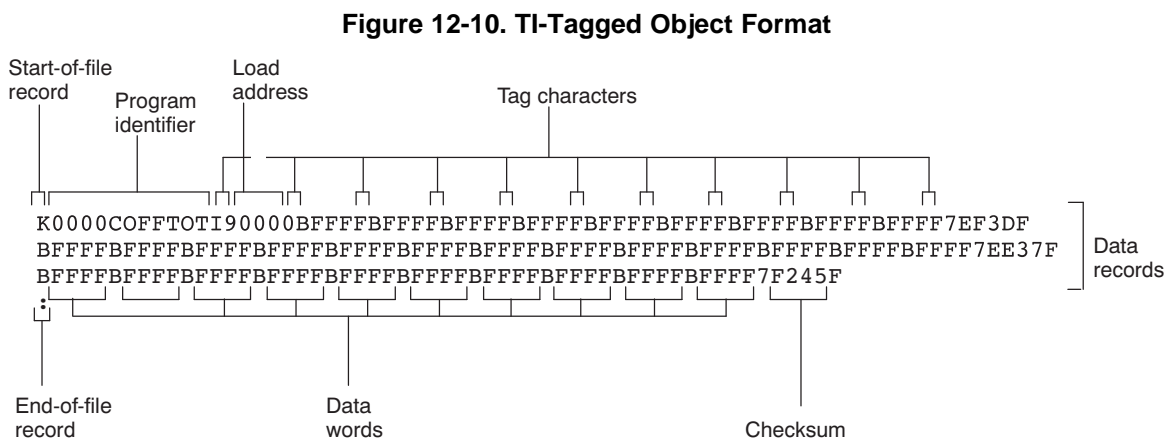 Figure 12-10. TI-Tagged Object Format
Start-of-file
record
Program
identifier
Load
address
Tag characters
K0000COFFTOTI90000BFFFFBFFFFBFFFFBFFFFBFFFFBFFFFBFFFFBFFFFBFFFF7EF3DF
BFFFFBFFFFBFFFFBFFFFBFFFFBFFFFBFFFFBFFFFBFFFFBFFFFBFFFFBFFFFBFFFF7EE37F
BFFFFBFFFFBFFFFBFFFFBFFFFBFFFFBFFFFBFFFFBFFFFBFFFF7F245F
:
Data
records
End-of-file
record
Data
words
Checksum